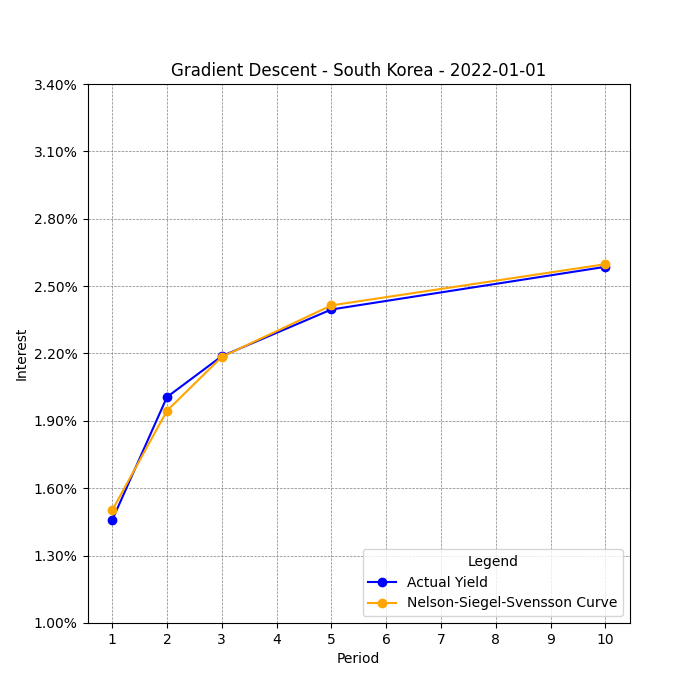 Gradient Descent - South Korea - 2022-01-01
3.40%
3.10%
2.80%
2.50%
2.20%
1.90%
1.60%
1.30%
1.00%
Interest
Legend
Actual Yield
Nelson-Siegel-Svensson Curve
1 2 3 4 5 6 7 8 9 10
Period